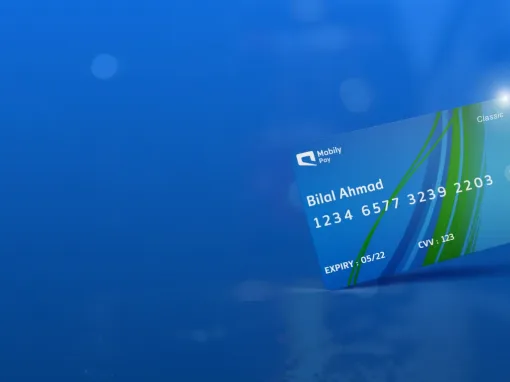 Classic
Mobily
Pay
Bilal Ahmad
1234 6577 3239 2203
EXPIRY : 05/22
CVV : 123